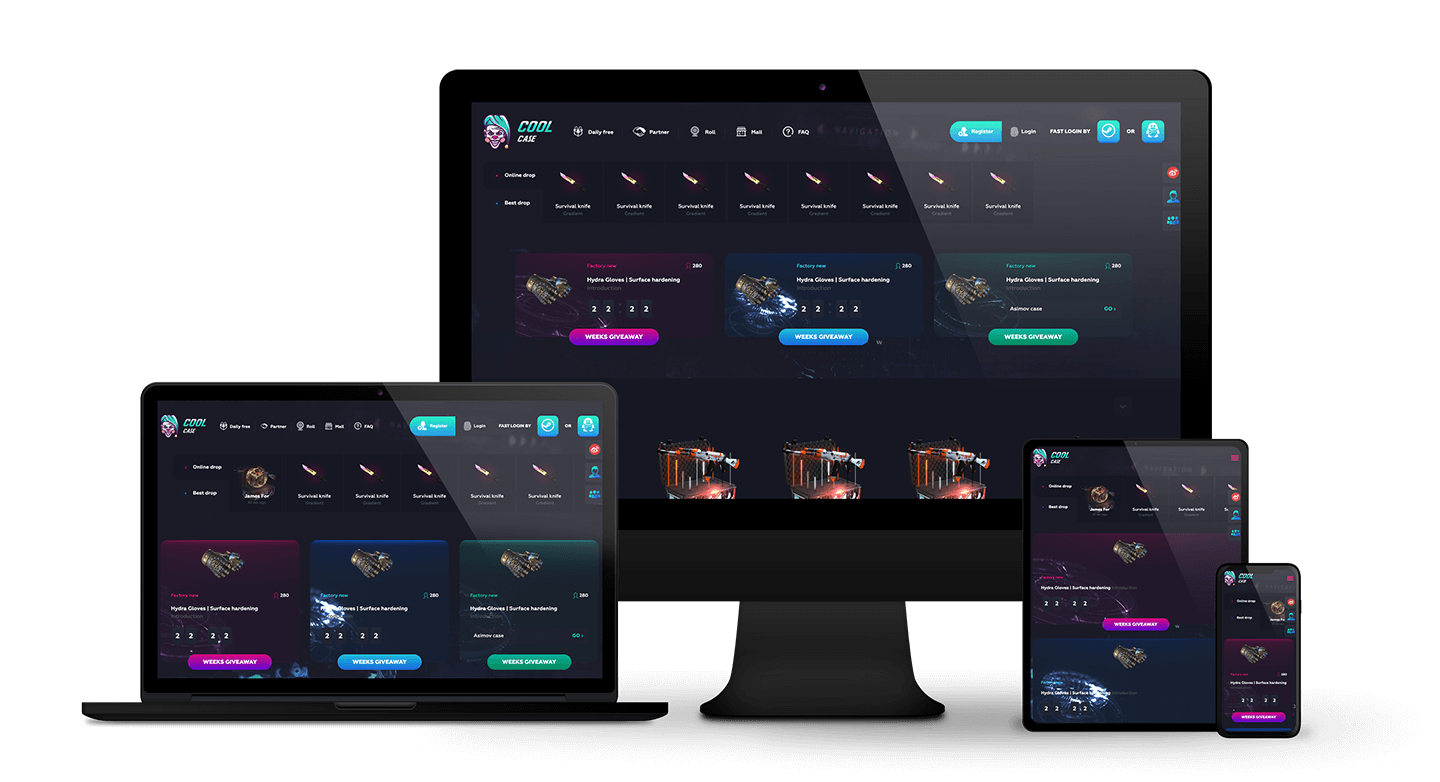 COOL
CASE
Daily free
Partner
Roll
Mall
FAQ
NAVIGATION
Register
Login
FAST LOGIN BY
OR
Online drop
Best drop
Survival knife
Gradient
Survival knife
Gradient
Survival knife
Gradient
Survival knife
Gradient
Survival knife
Gradient
Survival knife
Gradient
Survival knife
Gradient
Survival knife
Gradient
Factory new
280
Hydra Gloves | Surface hardening
Introduction
2 2 : 2 2
WEEKS GIVEAWAY
Factory new
280
Hydra Gloves | Surface hardening
Introduction
2 2 : 2 2
WEEKS GIVEAWAY
Factory new
280
Hydra Gloves | Surface hardening
Introduction
Asimov case
GO ›
WEEKS GIVEAWAY
W
COOL
CASE
Daily free
Partner
Roll
Mall
FAQ
Register
Login
FAST LOGIN BY
OR
Online drop
Best drop
James For
Survival knife
Gradient
Survival knife
Gradient
Survival knife
Gradient
Survival knife
Gradient
Survival knife
Gradient
Factory new
280
Hydra Gloves | Surface hardening
Introduction
2 2 : 2 2
WEEKS GIVEAWAY
Factory new
280
Hydra Gloves | Surface hardening
Introduction
2 2 : 2 2
WEEKS GIVEAWAY
Factory new
280
Hydra Gloves | Surface hardening
Introduction
Asimov case
GO ›
WEEKS GIVEAWAY
COOL
CASE
NAVIGATION
Online drop
Best drop
James For
Survival knife
Gradient
Survival knife
Gradient
Factory new
Hydra Gloves | Surface hardening Introduction
2 2 : 2 2
WEEKS GIVEAWAY
Factory new
Hydra Gloves | Surface hardening Introduction
2 2 : 2 2
COOL
CASE
Online drop
Best drop
James For
Factory new
280
Hydra Gloves | Surface hardening
Introduction
2 2 2 2
WEEKS GIVEAWAY